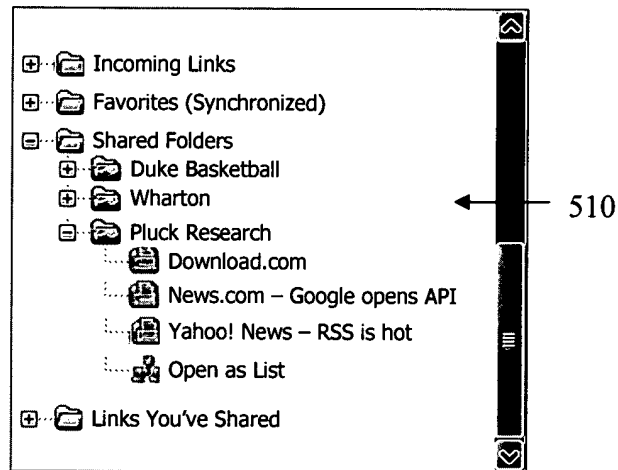 Incoming Links
Favorites (Synchronized)
Shared Folders
Duke Basketball
Wharton
510
Pluck Research
Download.com
News.com – Google opens API
Yahoo! News – RSS is hot
Open as List
Links You've Shared